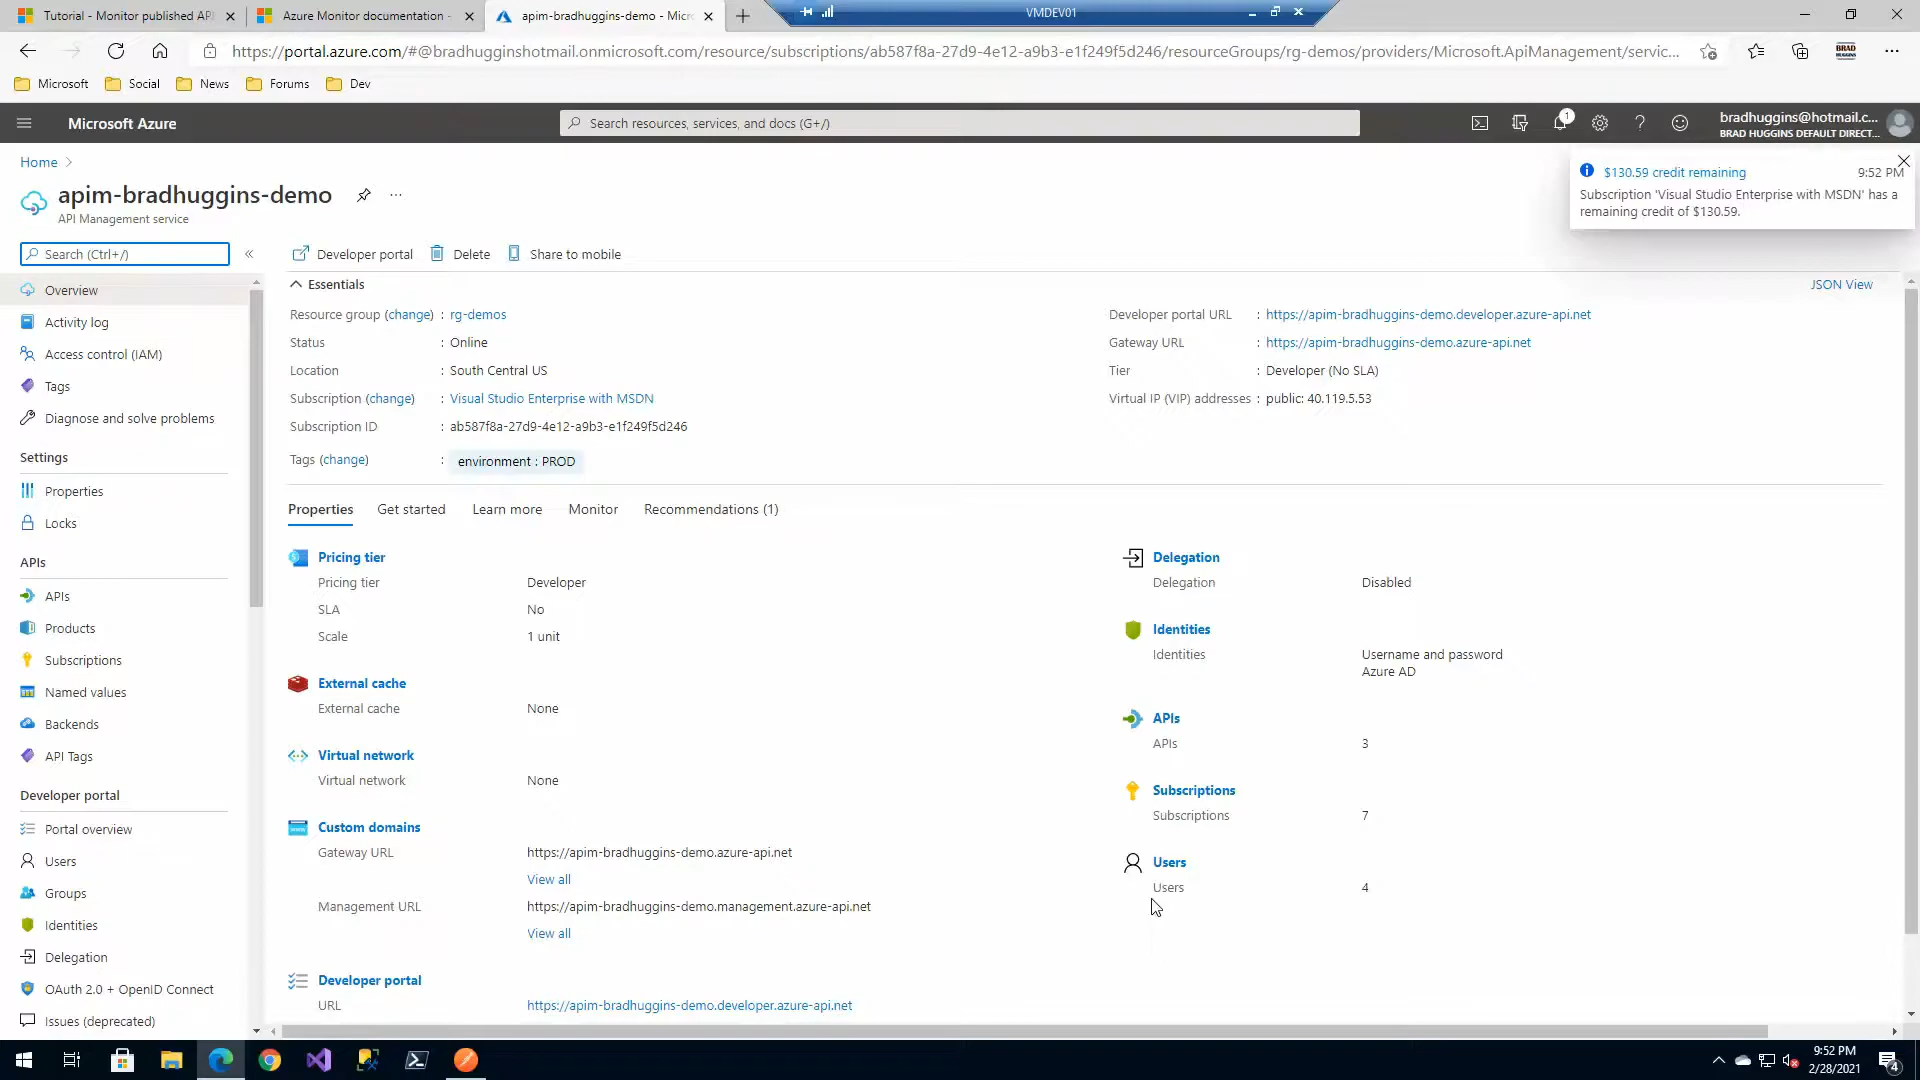 Tutorial - Monitor published API
Azure Monitor documentation -
apim-bradhuggins-demo - Micr
VMDEV01
https://portal.azure.com/#@bradhugginshotmail.onmicrosoft.com/resource/subscriptions/ab587f8a-27d9-4e12-a9b3-e1f249f5d246/resourceGroups/rg-demos/providers/Microsoft.ApiManagement/servic...
BRAD HUGGINS
Microsoft
Social
News
Forums
Dev
Microsoft Azure
Search resources, services, and docs (G+/)
1
bradhuggins@hotmail.c...
BRAD HUGGINS DEFAULT DIRECT...
Home
$130.59 credit remaining
9:52 PM
Subscription 'Visual Studio Enterprise with MSDN' has a
remaining credit of $130.59.
apim-bradhuggins-demo
API Management service
Search (Ctrl+/)
Overview
Activity log
Access control (IAM)
Tags
Diagnose and solve problems
Settings
Properties
Locks
APIs
APIs
Products
Subscriptions
Named values
Backends
API Tags
Developer portal
Portal overview
Users
Groups
Identities
Delegation
OAuth 2.0 + OpenID Connect
Issues (deprecated)
Developer portal
Delete
Share to mobile
Essentials
JSON View
Resource group (change) : rg-demos
Status : Online
Location : South Central US
Subscription (change) : Visual Studio Enterprise with MSDN
Subscription ID : ab587f8a-27d9-4e12-a9b3-e1f249f5d246
Tags (change) : environment : PROD
Developer portal URL : https://apim-bradhuggins-demo.developer.azure-api.net
Gateway URL : https://apim-bradhuggins-demo.azure-api.net
Tier : Developer (No SLA)
Virtual IP (VIP) addresses : public: 40.119.5.53
Properties
Get started
Learn more
Monitor
Recommendations (1)
Pricing tier
Pricing tier Developer
SLA No
Scale 1 unit
External cache
External cache None
Virtual network
Virtual network None
Custom domains
Gateway URL https://apim-bradhuggins-demo.azure-api.net
View all
Management URL https://apim-bradhuggins-demo.management.azure-api.net
View all
Developer portal
URL https://apim-bradhuggins-demo.developer.azure-api.net
Delegation
Delegation Disabled
Identities
Identities Username and password
Azure AD
APIs
APIs 3
Subscriptions
Subscriptions 7
Users
Users 4
9:52 PM
2/28/2021
4